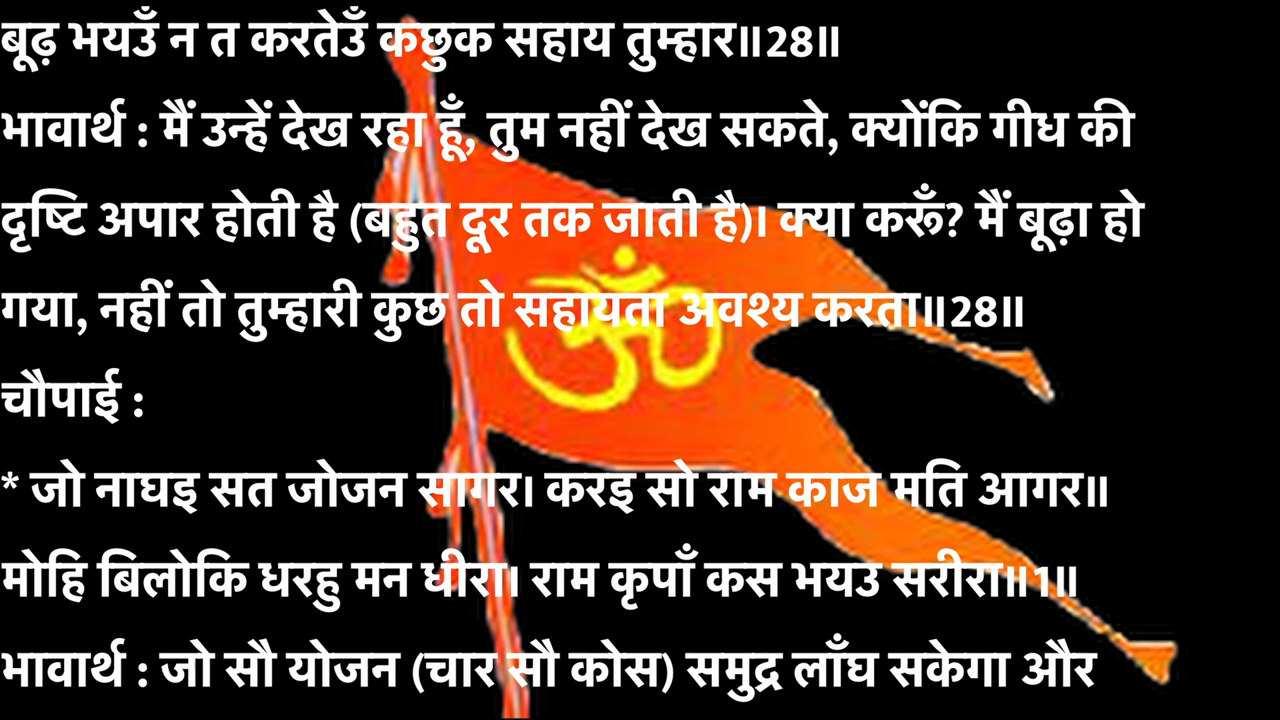 बूढ़ भयउँ न त करतेउँ कछुक सहाय तुम्हार॥28॥
भावार्थ : मैं उन्हें देख रहा हूँ, तुम नहीं देख सकते, क्योंकि गीध की
दृष्टि अपार होती है (बहुत दूर तक जाती है)। क्या करूँ? मैं बूढ़ा हो
गया, नहीं तो तुम्हारी कुछ तो सहायता अवश्य करता॥28॥
चौपाई :
* जो नाघइ सत जोजन सागर। करइ सो राम काज मति आगर॥
मोहि बिलोकि धरहु मन धीरा। राम कृपाँ कस भयउ सरीरा॥1॥
भावार्थ : जो सौ योजन (चार सौ कोस) समुद्र लाँघ सकेगा और
ॐ